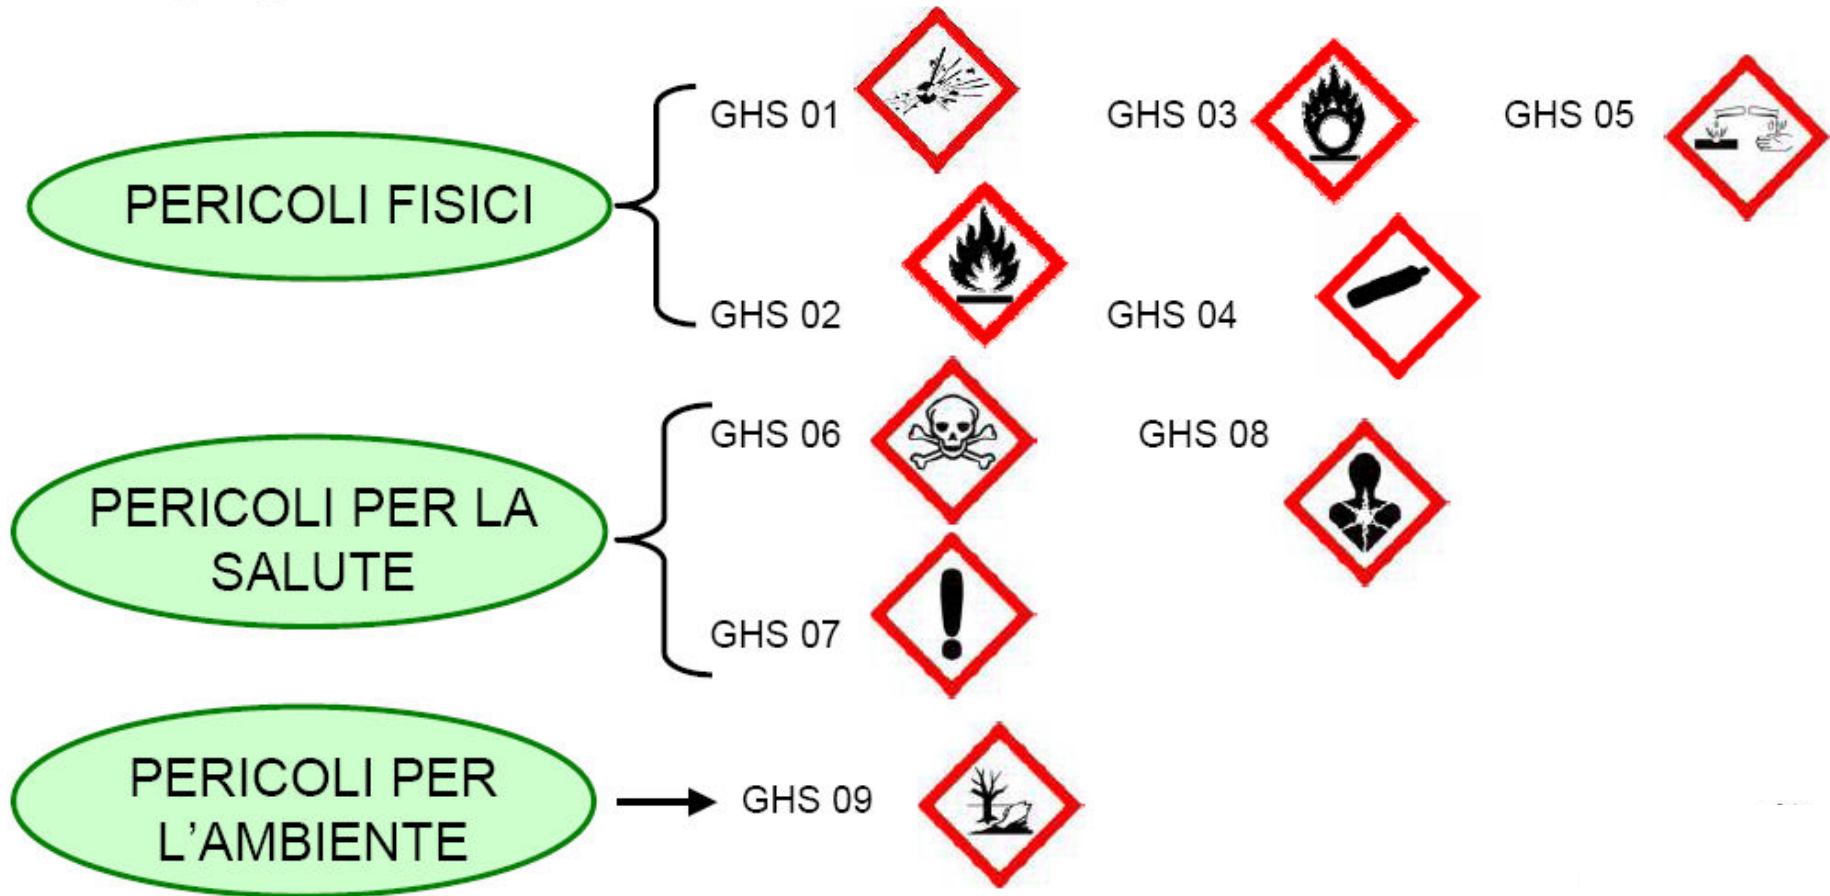 PERICOLI FISICI
GHS 01
GHS 03
GHS 05
GHS 02
GHS 04
PERICOLI PER LA
SALUTE
GHS 06
GHS 08
GHS 07
PERICOLI PER
L'AMBIENTE
GHS 09